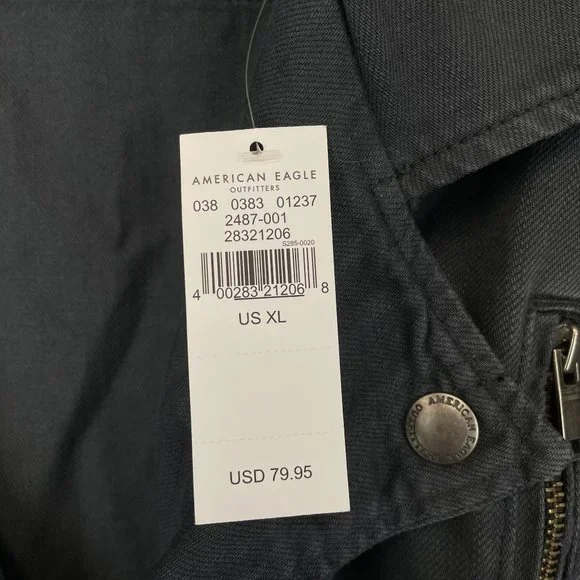 AMERICAN EAGLE
OUTFITTERS
038 0383 01237
2487-001
28321206
S285-0020
4 00283 21206 8
US XL
USD 79.95
AMERICAN EAGLE